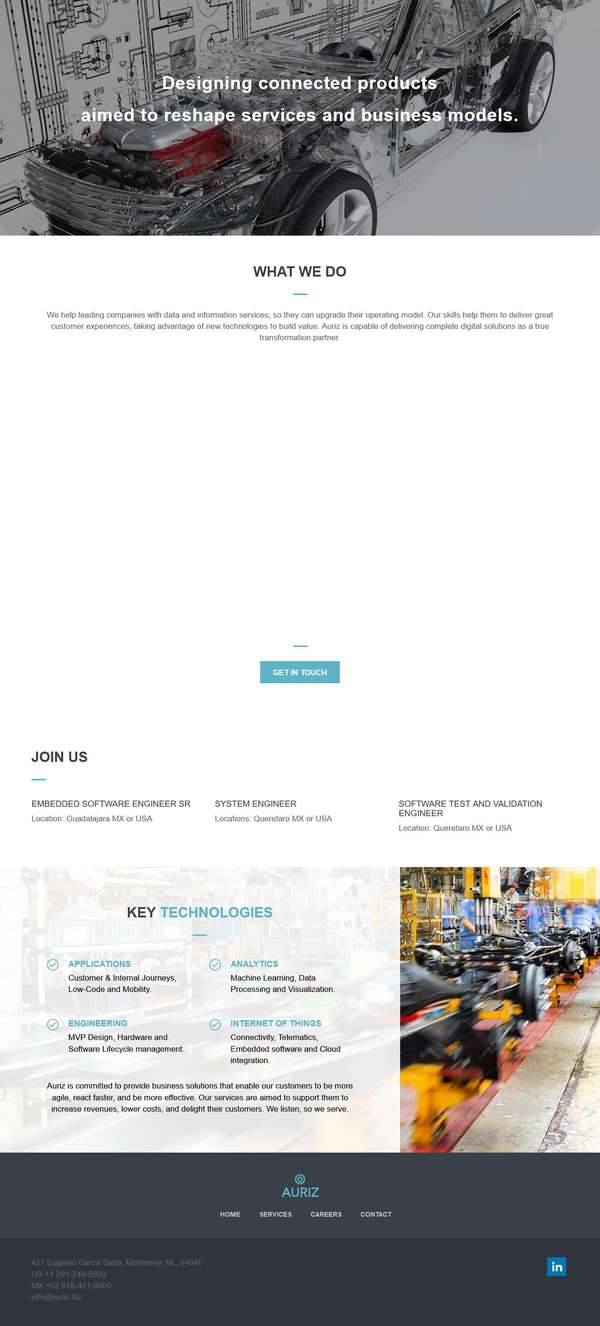 Designing connected products
aimed to reshape services and business models.
WHAT WE DO
We help leading companies with data and information services; so they can upgrade their operating model. Our skills help them to deliver great
customer experiences, taking advantage of new technologies to build value. Auriz is capable of delivering complete digital solutions as a true
transformation partner.
GET IN TOUCH
JOIN US
EMBEDDED SOFTWARE ENGINEER SR
Location: Guadalajara MX or USA
SYSTEM ENGINEER
Locations: Queretaro MX or USA
SOFTWARE TEST AND VALIDATION
ENGINEER
Location: Queretaro MX or USA
KEY TECHNOLOGIES
APPLICATIONS
Customer & Internal Journeys,
Low-Code and Mobility.
ANALYTICS
Machine Learning, Data
Processing and Visualization.
ENGINEERING
MVP Design, Hardware and
Software Lifecycle management.
INTERNET OF THINGS
Connectivity, Telematics,
Embedded software and Cloud
integration.
Auriz is committed to provide business solutions that enable our customers to be more
agile, react faster, and be more effective. Our services are aimed to support them to
increase revenues, lower costs, and delight their customers. We listen, so we serve.
AURIZ
HOME SERVICES CAREERS CONTACT
427 Eugenio Garza Sada, Monterrey, NL, 64840
US +1 281-249-5600
MX +52 818-421-0500
info@auriz.biz
in